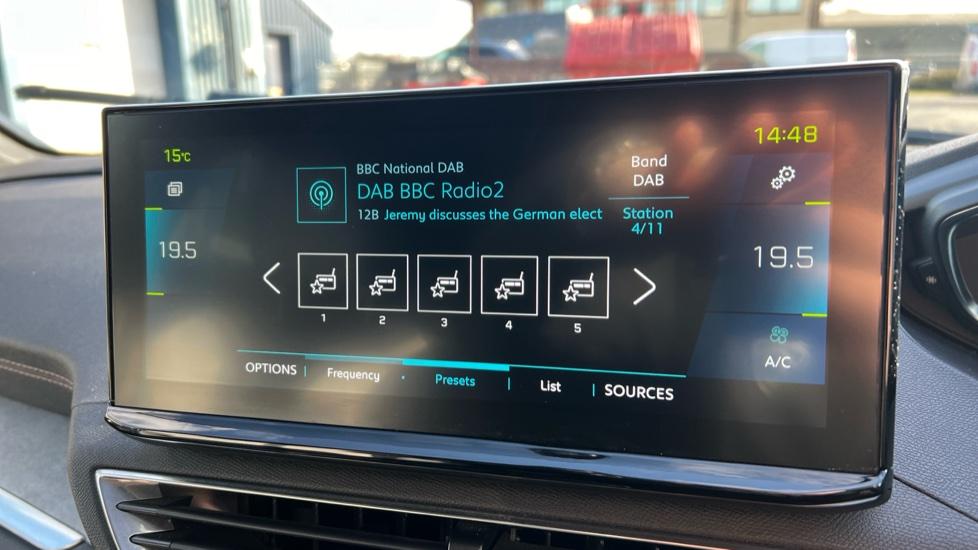 15°C
14:48
BBC National DAB
DAB BBC Radio2
12B Jeremy discusses the German elect
Band
DAB
Station
4/11
19.5
19.5
1 2 3 4 5
A/C
OPTIONS Frequency Presets List SOURCES